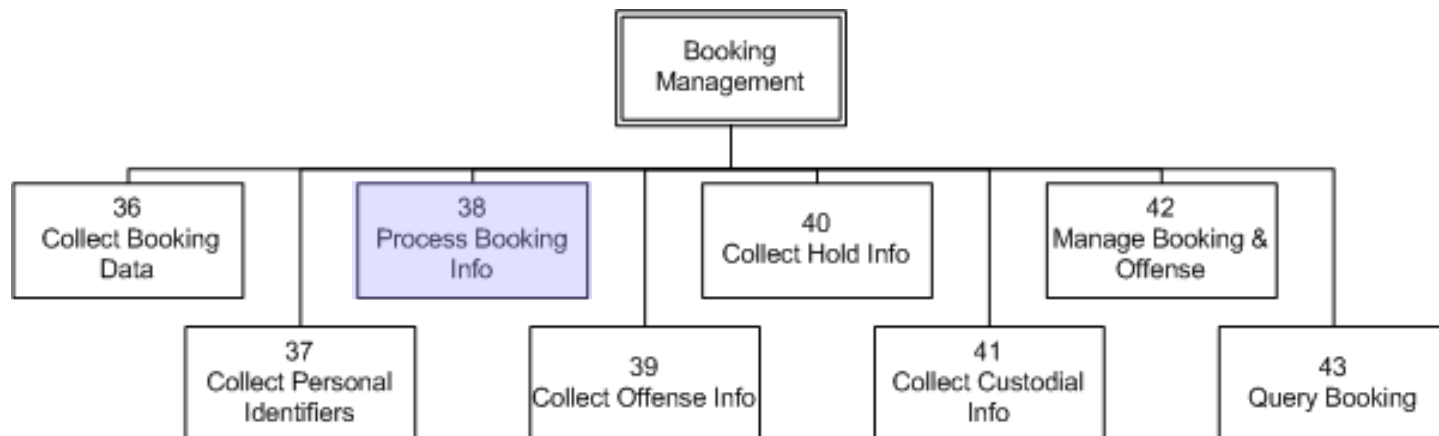 Booking
Management
36
Collect Booking
Data
38
Process Booking
Info
40
Collect Hold Info
42
Manage Booking &
Offense
37
Collect Personal
Identifiers
39
Collect Offense Info
41
Collect Custodial
Info
43
Query Booking